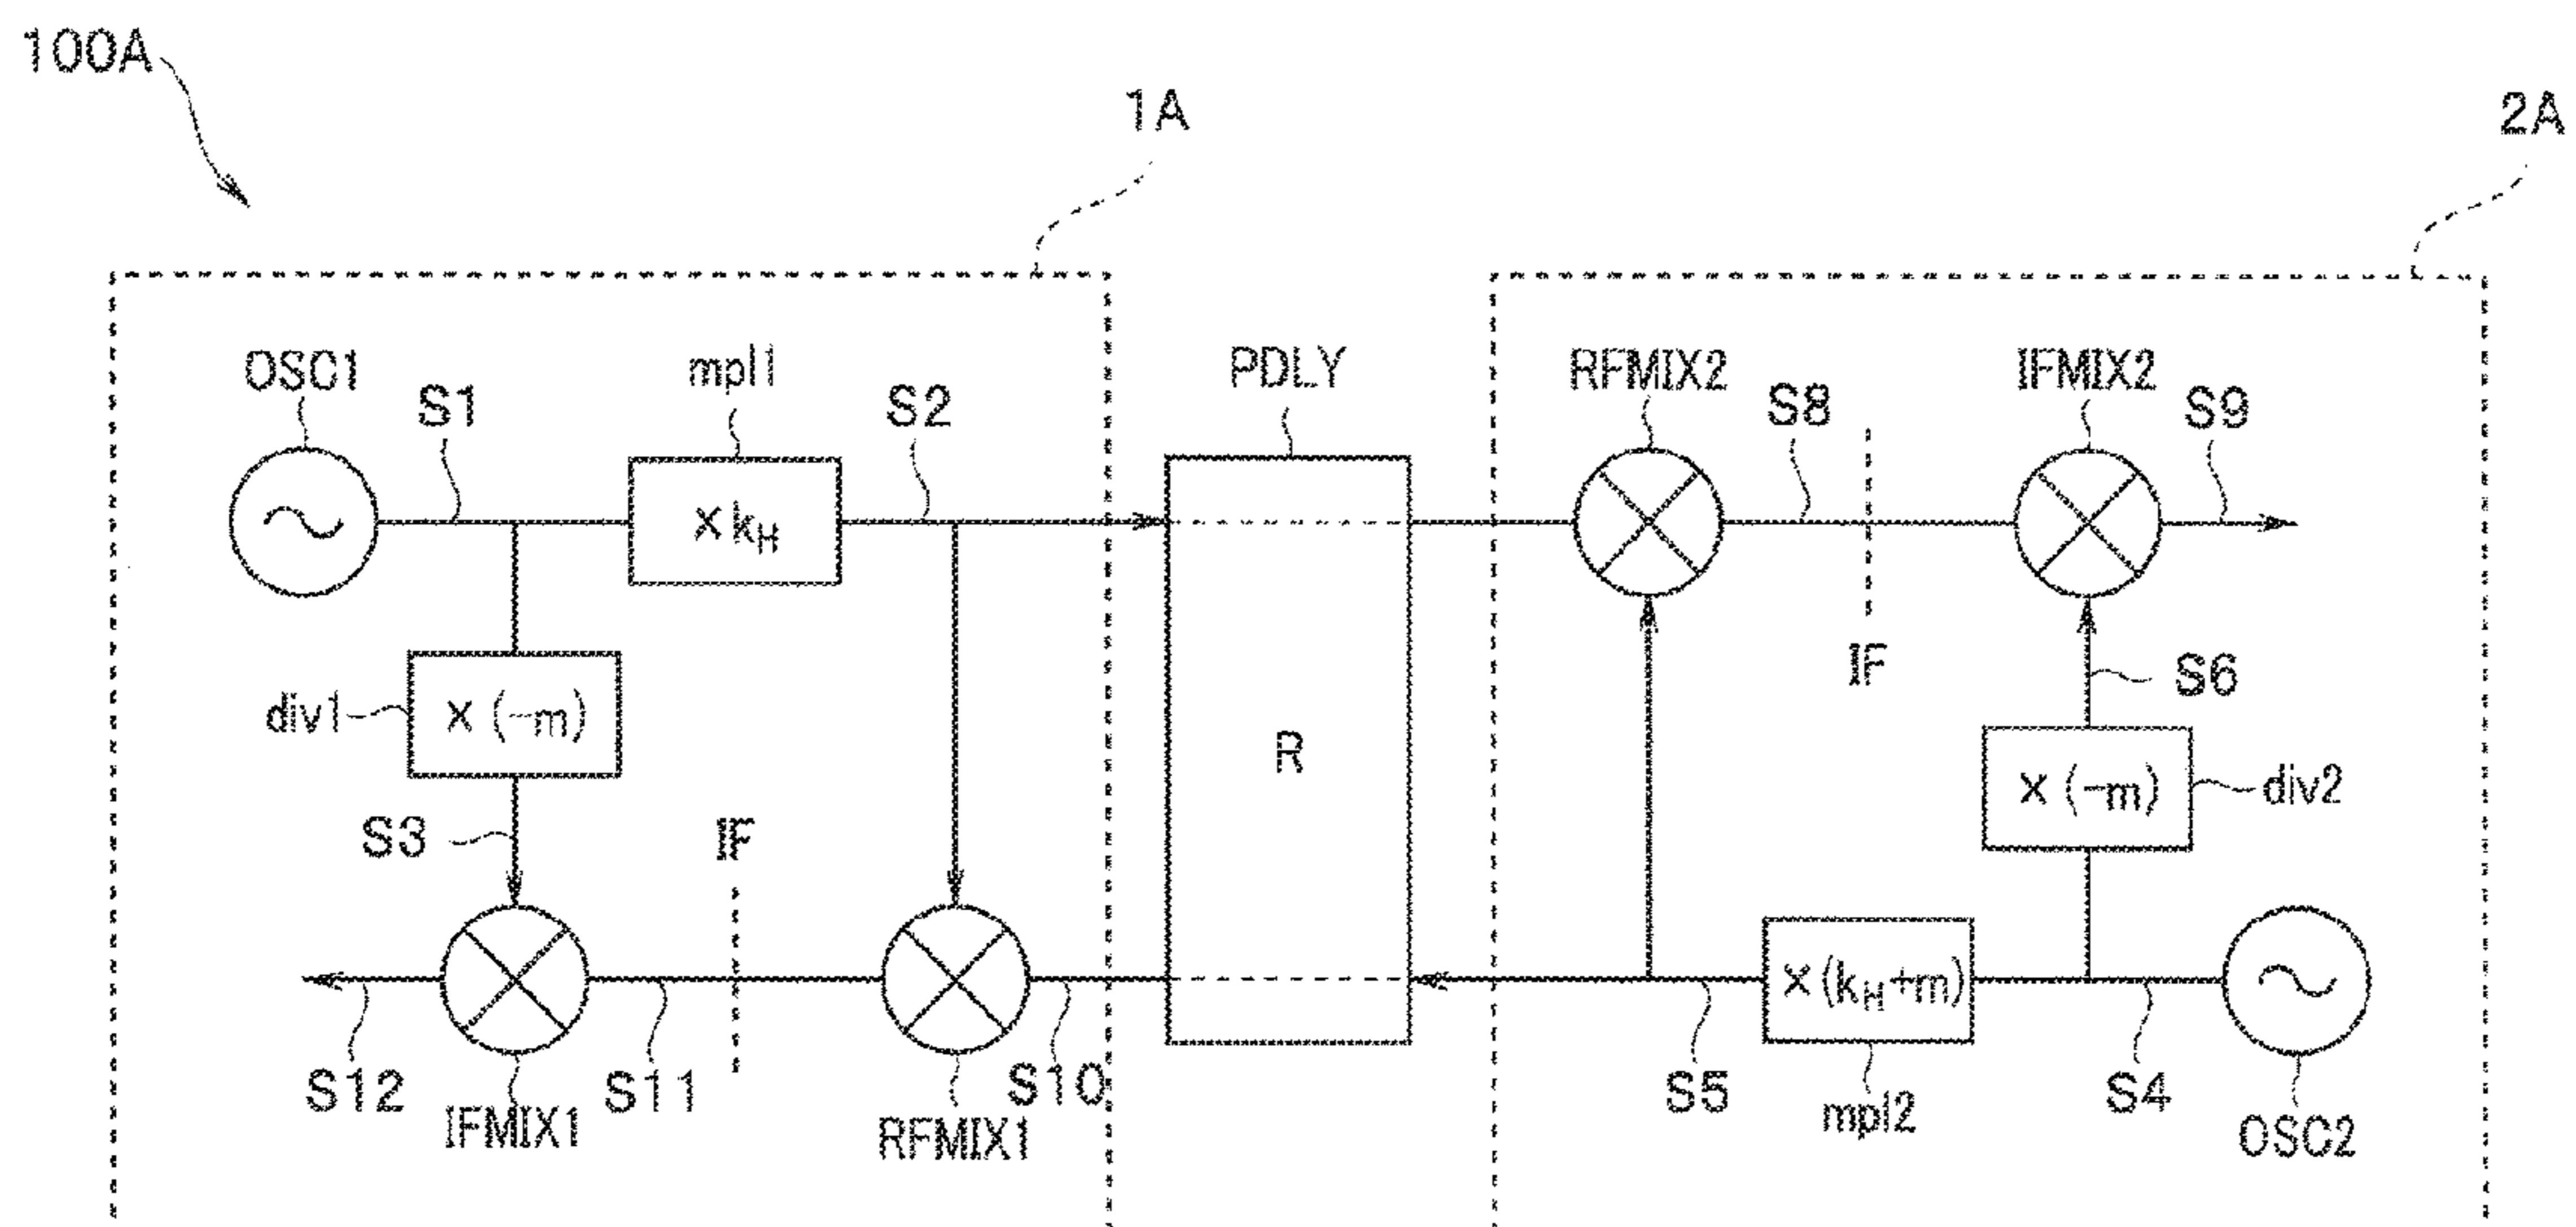 100A
1A
2A
OSC1
mpl1
PDLY
RFMIX2
IFMIX2
S1
S2
S8
S9
× k_H
IF
S6
div1
× (-m)
R
× (-m)
div2
S3
IF
× (k_H+m)
S12
S11
S10
S5
mpl2
S4
IFMIX1
RFMIX1
OSC2